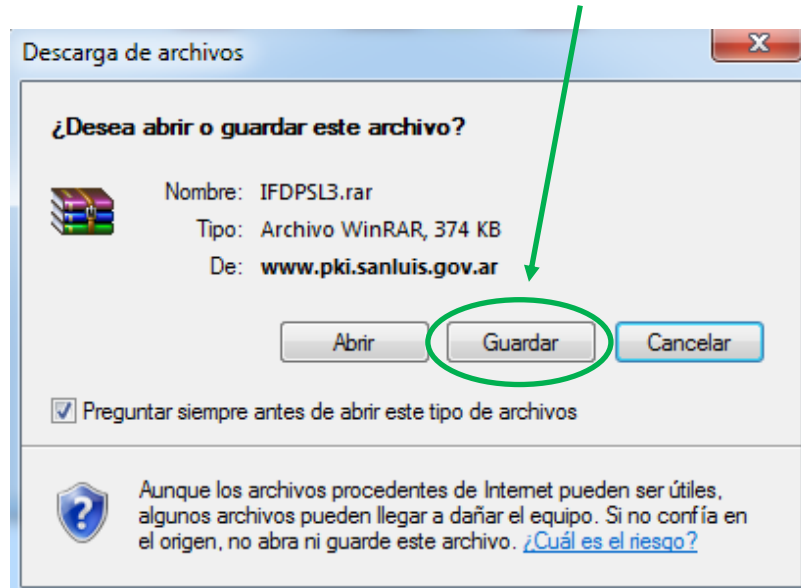 Descarga de archivos
¿Desea abrir o guardar este archivo?
Nombre: IFDPSL3.rar
Tipo: Archivo WinRAR, 374 KB
De: www.pki.sanluis.gov.ar
Abrir Guardar Cancelar
Preguntar siempre antes de abrir este tipo de archivos
Aunque los archivos procedentes de Internet pueden ser útiles,
algunos archivos pueden llegar a dañar el equipo. Si no confía en
el origen, no abra ni guarde este archivo. ¿Cuál es el riesgo?